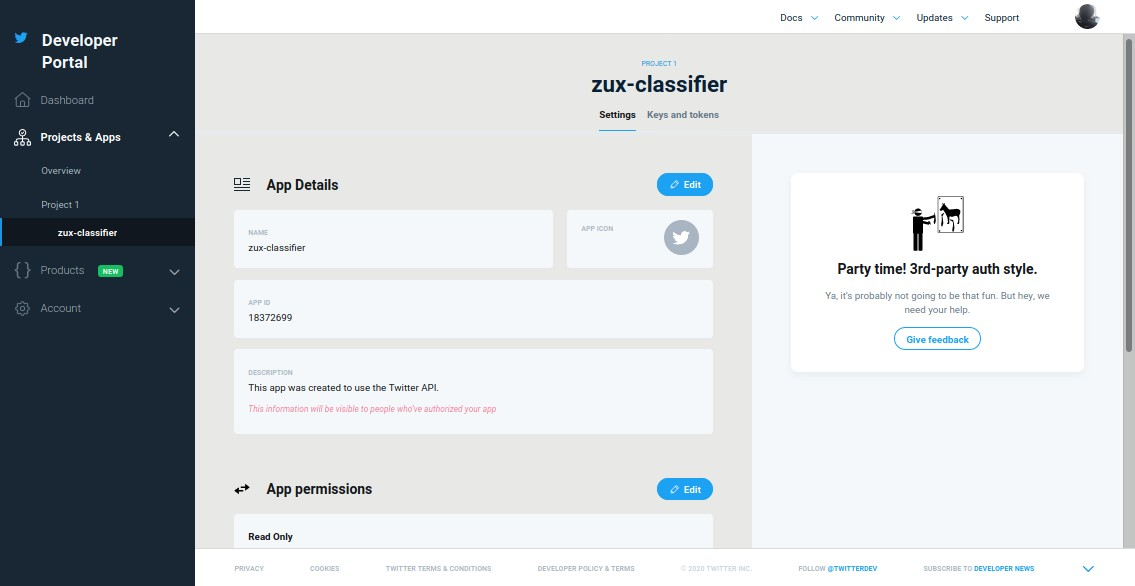 Developer
Portal
Dashboard
Projects & Apps
Overview
Project 1
zux-classifier
Products NEW
Account
Docs Community Updates Support
PROJECT 1
zux-classifier
Settings Keys and tokens
App Details Edit
NAME
zux-classifier
APP ICON
APP ID
18372699
DESCRIPTION
This app was created to use the Twitter API.
This information will be visible to people who've authorized your app
App permissions Edit
Read Only
Party time! 3rd-party auth style.
Ya, it's probably not going to be that fun. But hey, we
need your help.
Give feedback
PRIVACY COOKIES TWITTER TERMS & CONDITIONS DEVELOPER POLICY & TERMS © 2020 TWITTER INC. FOLLOW @TWITTERDEV SUBSCRIBE TO DEVELOPER NEWS